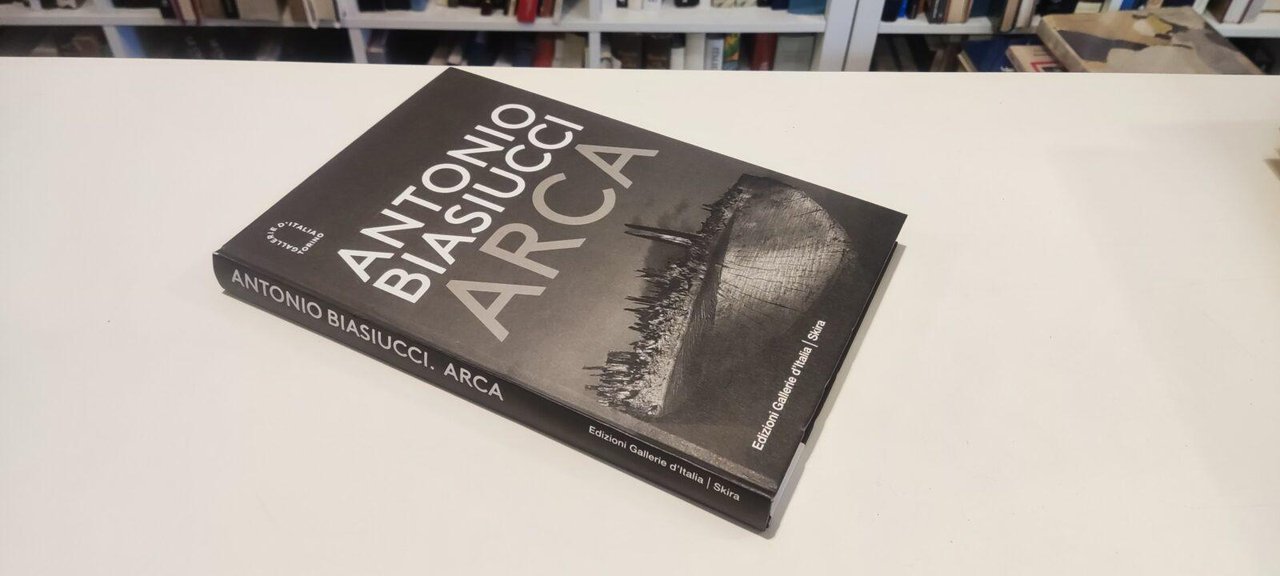 ANTONIO
BIASIUCCI
ARCA
GALLERIE D'ITALIA
TORINO
Edizioni Gallerie d'Italia | Skira
ANTONIO BIASIUCCI. ARCA
Edizioni Gallerie d'Italia | Skira